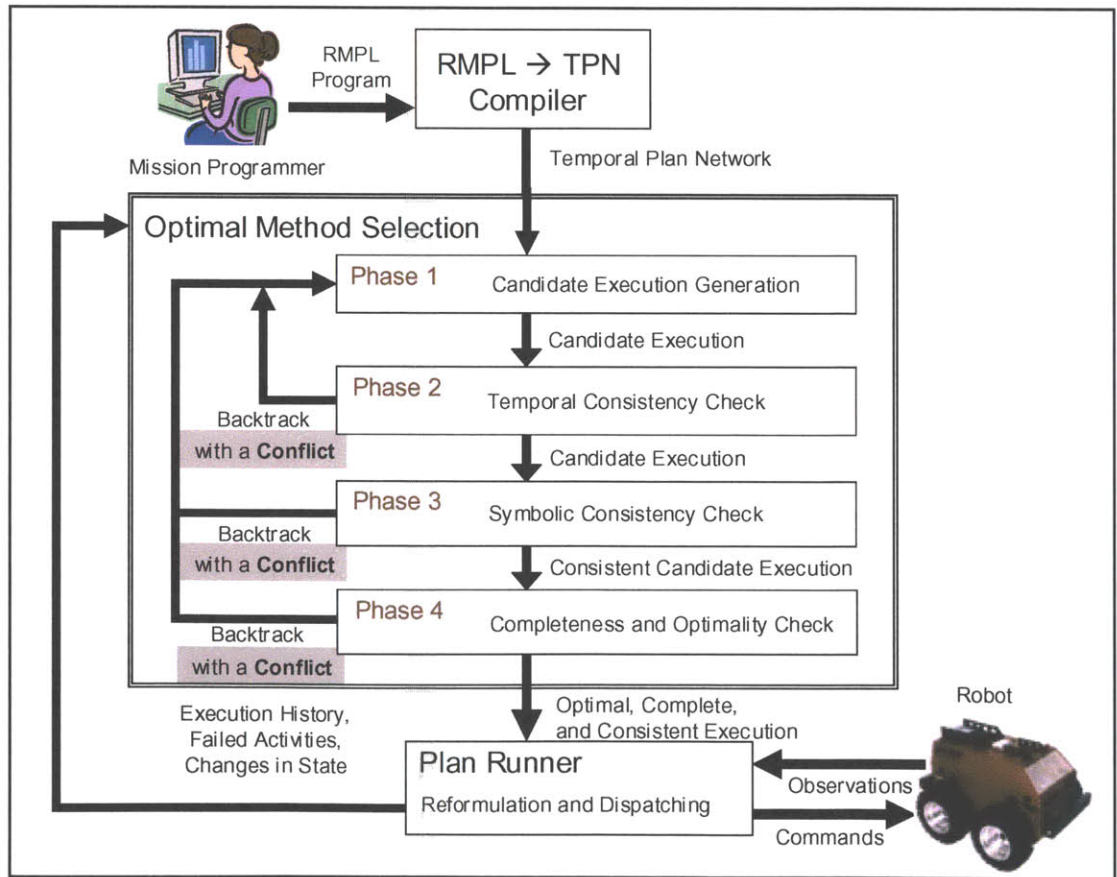 RMPL
Program
RMPL → TPN
Compiler
Mission Programmer
Temporal Plan Network
Optimal Method Selection
Phase 1
Candidate Execution Generation
Candidate Execution
Phase 2
Temporal Consistency Check
Backtrack
with a Conflict
Candidate Execution
Phase 3
Symbolic Consistency Check
Backtrack
with a Conflict
Consistent Candidate Execution
Phase 4
Completeness and Optimality Check
Backtrack
with a Conflict
Execution History,
Failed Activities,
Changes in State
Optimal, Complete,
and Consistent Execution
Robot
Plan Runner
Reformulation and Dispatching
Observations
Commands